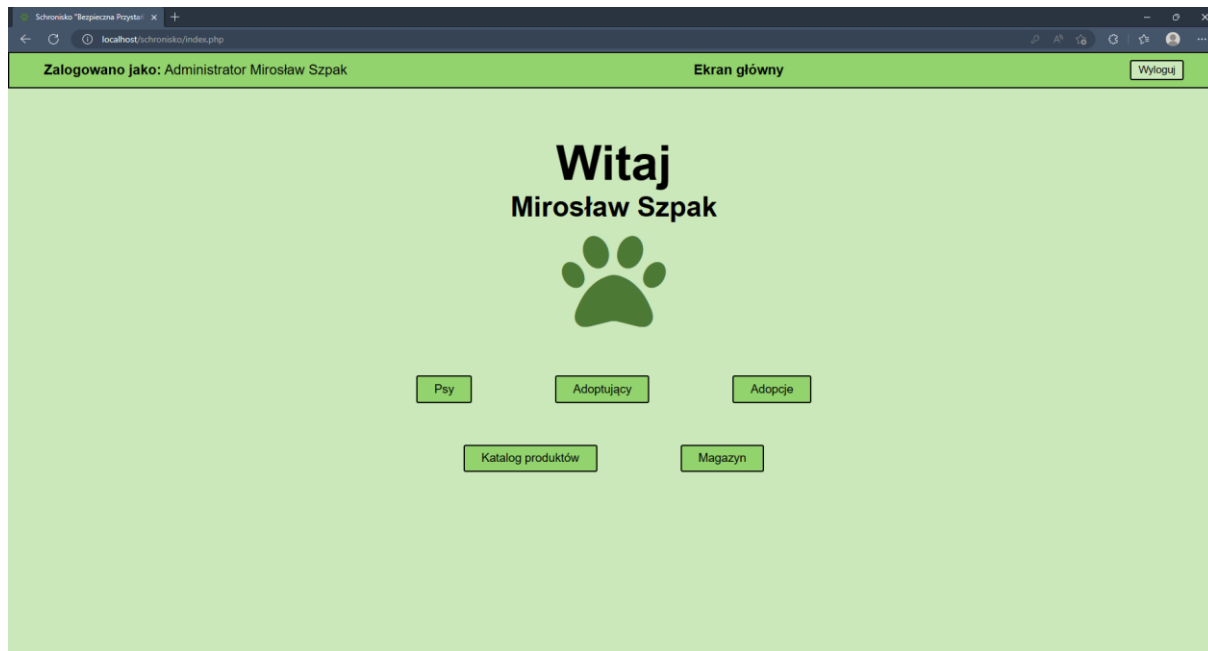 Schronisko "Bezpieczna Przystań
localhost/schronisko/index.php
Zalogowano jako: Administrator Mirosław Szpak
Ekran główny
Wyloguj
Witaj
Mirosław Szpak
Psy
Adoptujący
Adopcje
Katalog produktów
Magazyn